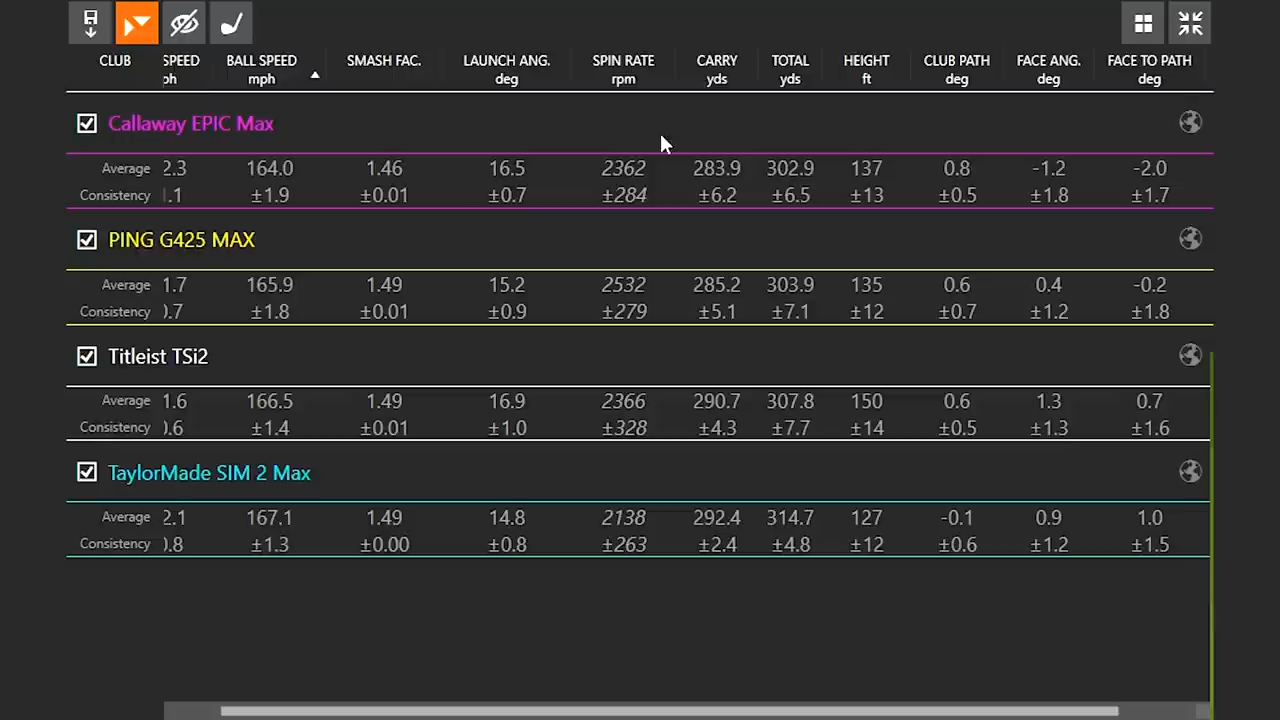 CLUB SPEED BALL SPEED SMASH FAC. LAUNCH ANG. SPIN RATE CARRY TOTAL HEIGHT CLUB PATH FACE ANG. FACE TO PATH
ph mph deg rpm yds yds ft deg deg deg
Callaway EPIC Max
Average 2.3 164.0 1.46 16.5 2362 283.9 302.9 137 0.8 -1.2 -2.0
Consistency .1 ±1.9 ±0.01 ±0.7 ±284 ±6.2 ±6.5 ±13 ±0.5 ±1.8 ±1.7
PING G425 MAX
Average 1.7 165.9 1.49 15.2 2532 285.2 303.9 135 0.6 0.4 -0.2
Consistency .7 ±1.8 ±0.01 ±0.9 ±279 ±5.1 ±7.1 ±12 ±0.7 ±1.2 ±1.8
Titleist TSi2
Average 1.6 166.5 1.49 16.9 2366 290.7 307.8 150 0.6 1.3 0.7
Consistency .6 ±1.4 ±0.01 ±1.0 ±328 ±4.3 ±7.7 ±14 ±0.5 ±1.3 ±1.6
TaylorMade SIM 2 Max
Average 2.1 167.1 1.49 14.8 2138 292.4 314.7 127 -0.1 0.9 1.0
Consistency .8 ±1.3 ±0.00 ±0.8 ±263 ±2.4 ±4.8 ±12 ±0.6 ±1.2 ±1.5